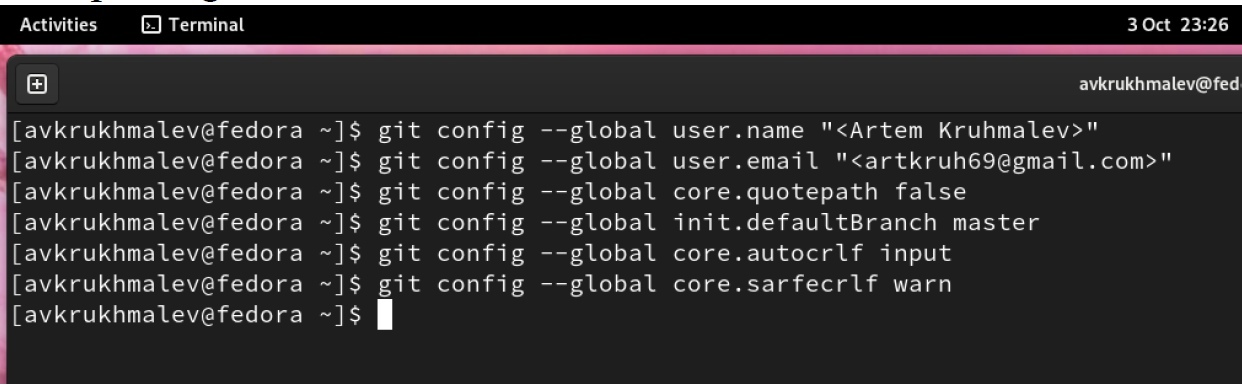 Activities Terminal 3 Oct 23:26
avkrukhmalev@fed
[avkrukhmalev@fedora ~]$ git config --global user.name "<Artem Kruhmalev>"
[avkrukhmalev@fedora ~]$ git config --global user.email "<artkruh69@gmail.com>"
[avkrukhmalev@fedora ~]$ git config --global core.quotepath false
[avkrukhmalev@fedora ~]$ git config --global init.defaultBranch master
[avkrukhmalev@fedora ~]$ git config --global core.autocrlf input
[avkrukhmalev@fedora ~]$ git config --global core.sarfecrlf warn
[avkrukhmalev@fedora ~]$